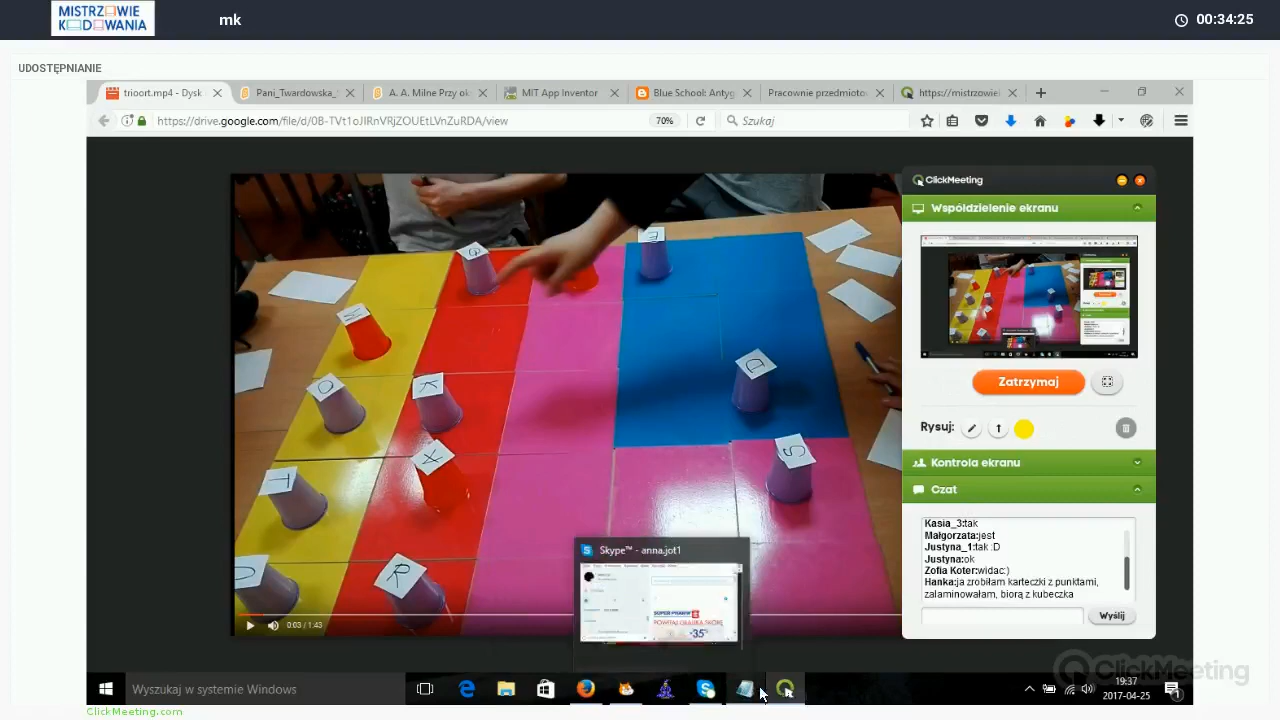 MISTRZOWIE
KODOWANIA
mk
00:34:25
UDOSTĘPNIANIE
trioort.mp4 - Dysk
Pani_Twardowska_
A. A. Milne Przy ok
MIT App Inventor
Blue School: Antyg
Pracownie przedmioto
https://mistrzowie
https://drive.google.com/file/d/0B-TVt1oJIRnVRjZOUEtLVnZuRDA/view
70%
Szukaj
ClickMeeting
Współdzielenie ekranu
Zatrzymaj
Rysuj:
Kontrola ekranu
Czat
Kasia_3:tak
Małgorzata:jest
Justyna_1:tak :D
Justyna:ok
Zofia Koter:widac:)
Hanka:ja zrobiłam karteczki z punktami,
zalaminowałam, biorą z kubeczka
Wyślij
G
E
O
K
D
A
S
T
R
Skype™ - anna.jot1
-35%
0:03 / 1:43
ClickMeeting
Wyszukaj w systemie Windows
19:37
2017-04-25
ClickMeeting.com